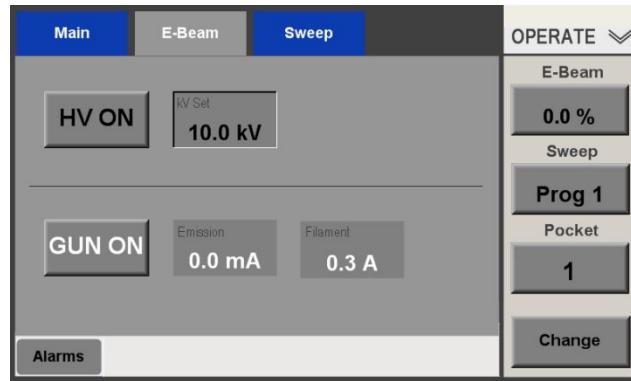 Main
E-Beam
Sweep
OPERATE
HV ON
kV Set
10.0 kV
GUN ON
Emission
0.0 mA
Filament
0.3 A
E-Beam
0.0 %
Sweep
Prog 1
Pocket
1
Change
Alarms